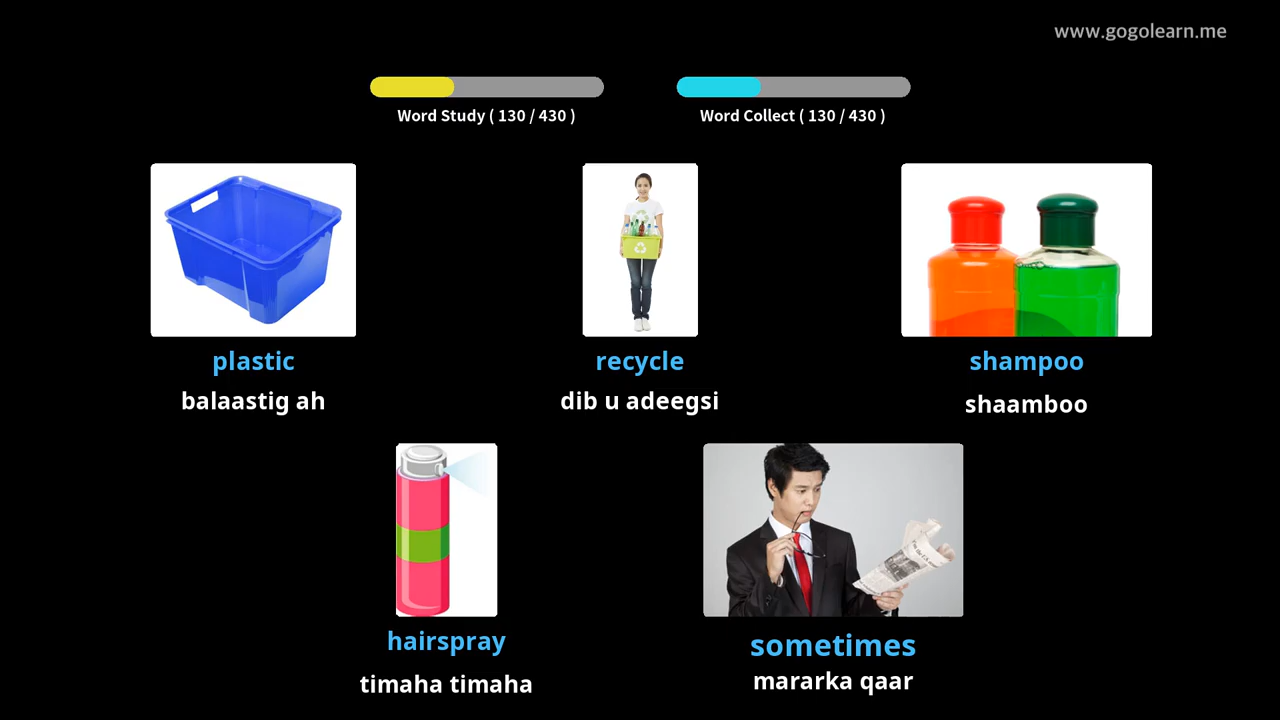 www.gogolearn.me
Word Study ( 130 / 430 )
Word Collect ( 130 / 430 )
plastic
balaastig ah
recycle
dib u adeegsi
shampoo
shaamboo
hairspray
timaha timaha
sometimes
mararka qaar